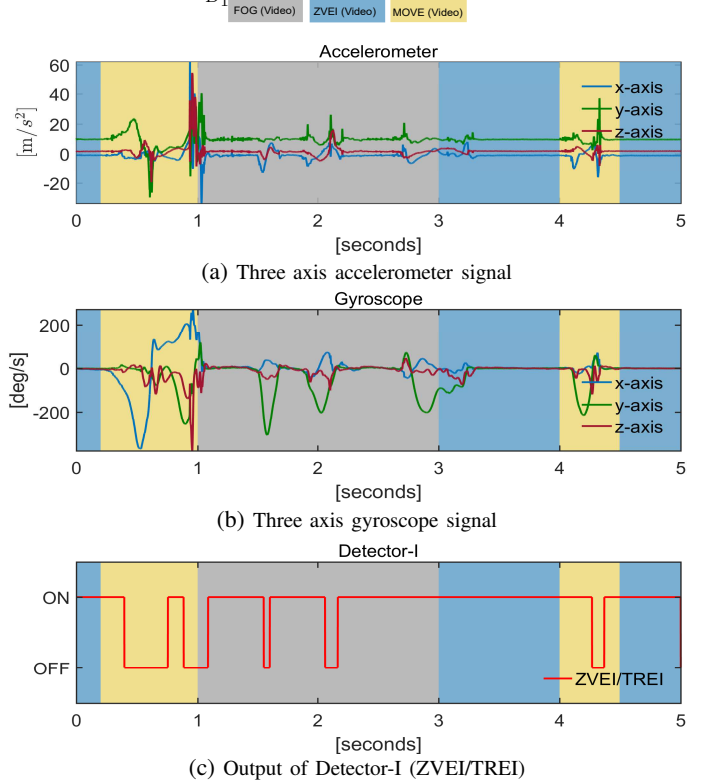 FOG (Video) ZVEI (Video) MOVE (Video)
Accelerometer
60
40
20
0
-20
[m/s²]
x-axis
y-axis
z-axis
0 1 2 3 4 5
[seconds]
(a) Three axis accelerometer signal
Gyroscope
200
0
-200
[deg/s]
x-axis
y-axis
z-axis
0 1 2 3 4 5
[seconds]
(b) Three axis gyroscope signal
Detector-I
ON
OFF
ZVEI/TREI
0 1 2 3 4 5
[seconds]
(c) Output of Detector-I (ZVEI/TREI)